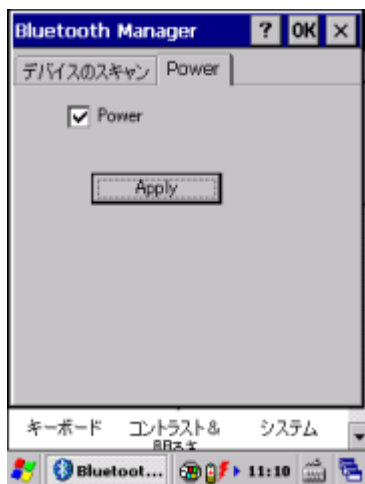 Bluetooth Manager ? OK ×
デバイスのスキャン Power
Power
Apply
キーボード コントラスト& システム
Bluetoot... 11:10